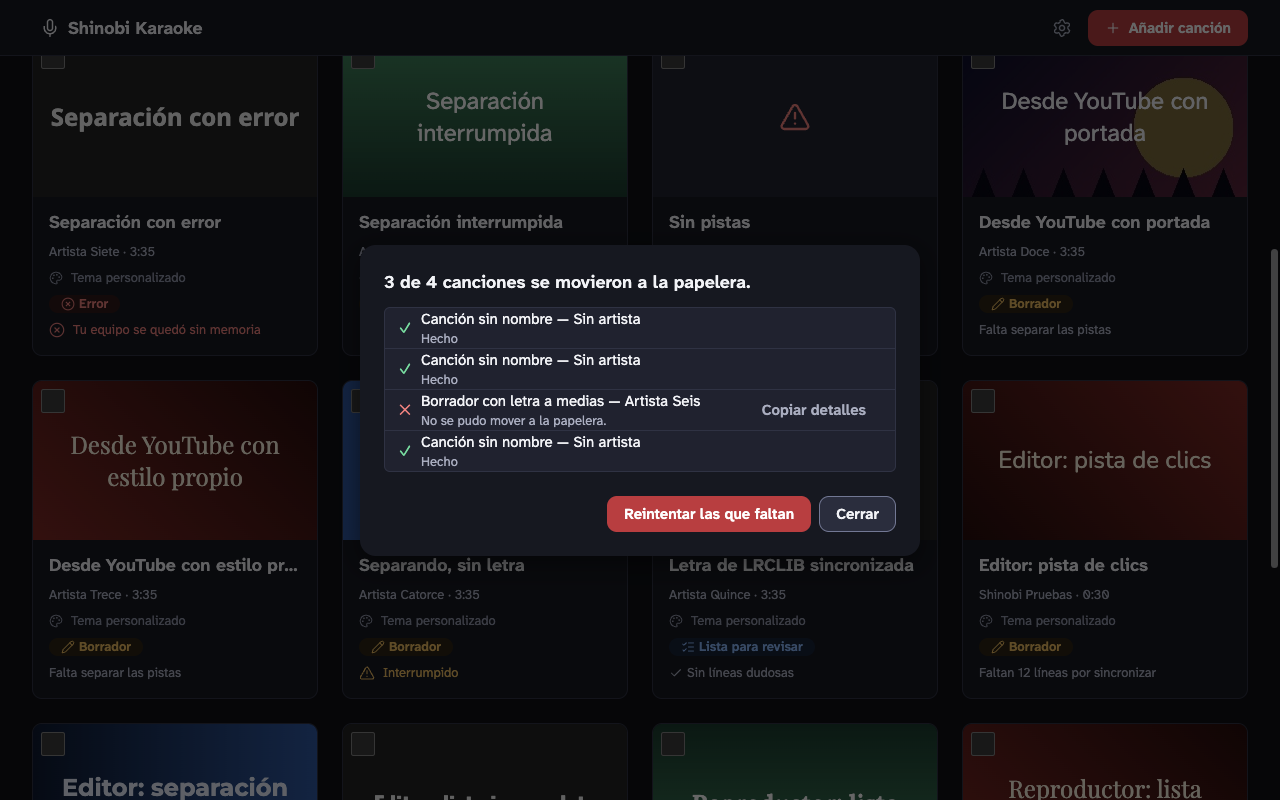 Shinobi Karaoke
Añadir canción
Separación con error
Separación
interrumpida
Desde YouTube con
portada
Separación con error
Artista Siete · 3:35
Tema personalizado
Error
Tu equipo se quedó sin memoria
Separación interrumpida
Sin pistas
Desde YouTube con portada
Artista Doce · 3:35
Tema personalizado
Borrador
Falta separar las pistas
3 de 4 canciones se movieron a la papelera.
Canción sin nombre — Sin artista
Hecho
Canción sin nombre — Sin artista
Hecho
Borrador con letra a medias — Artista Seis
No se pudo mover a la papelera.
Copiar detalles
Canción sin nombre — Sin artista
Hecho
Reintentar las que faltan
Cerrar
Desde YouTube con
estilo propio
Editor: pista de clics
Desde YouTube con estilo pr...
Artista Trece · 3:35
Tema personalizado
Borrador
Falta separar las pistas
Separando, sin letra
Artista Catorce · 3:35
Tema personalizado
Borrador
Interrumpido
Letra de LRCLIB sincronizada
Artista Quince · 3:35
Tema personalizado
Lista para revisar
Sin líneas dudosas
Editor: pista de clics
Shinobi Pruebas · 0:30
Tema personalizado
Borrador
Faltan 12 líneas por sincronizar
Editor: separación
Reproductor: lista